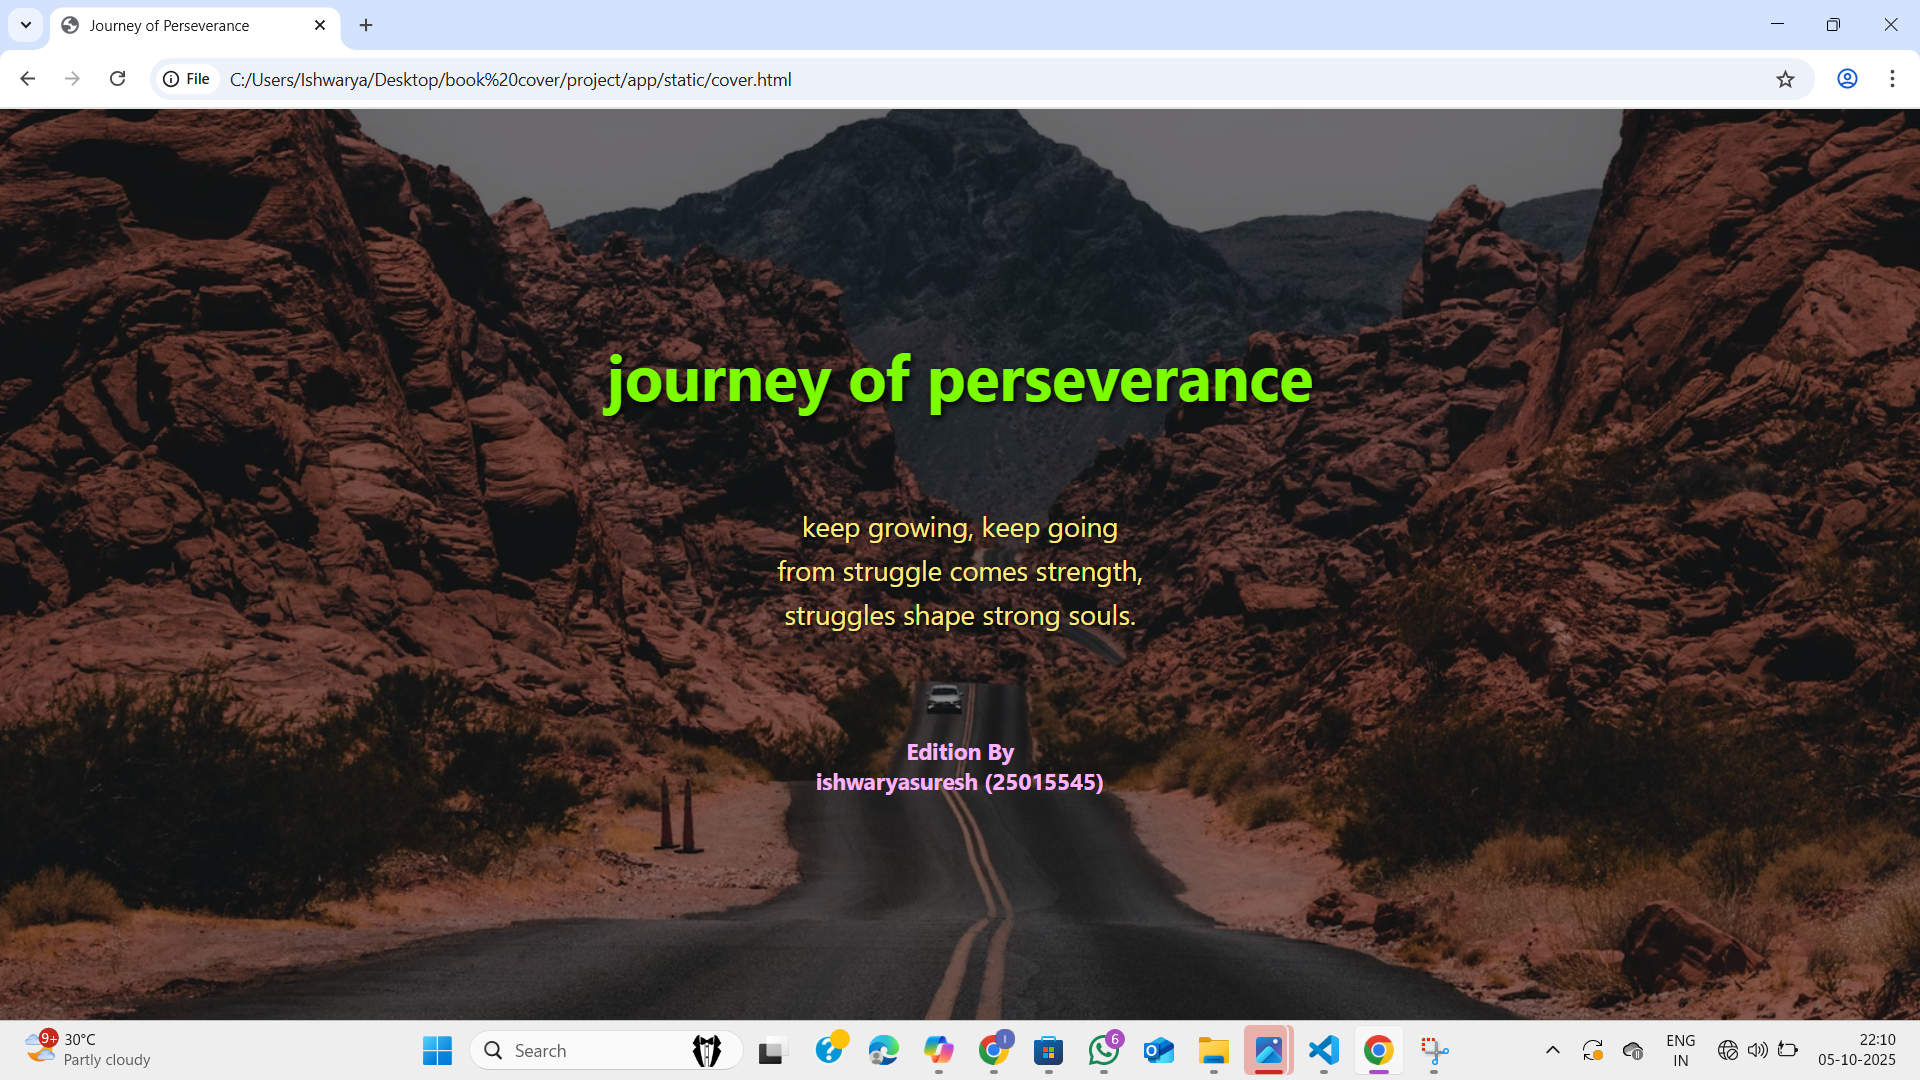 Journey of Perseverance
File
C:/Users/Ishwarya/Desktop/book%20cover/project/app/static/cover.html
journey of perseverance
keep growing, keep going
from struggle comes strength,
struggles shape strong souls.
Edition By
ishwaryasuresh (25015545)
9+
30°C
Partly cloudy
Search
I
6
ENG
IN
22:10
05-10-2025